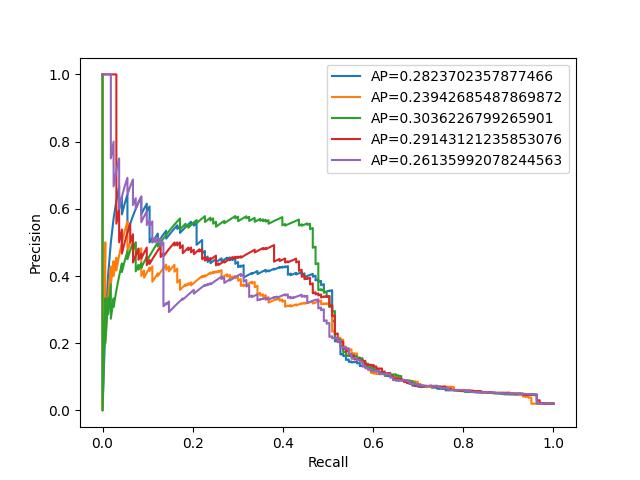 AP=0.2823702357877466
AP=0.23942685487869872
AP=0.3036226799265901
AP=0.29143121235853076
AP=0.26135992078244563
1.0
0.8
0.6
0.4
0.2
0.0
Precision
0.0 0.2 0.4 0.6 0.8 1.0
Recall